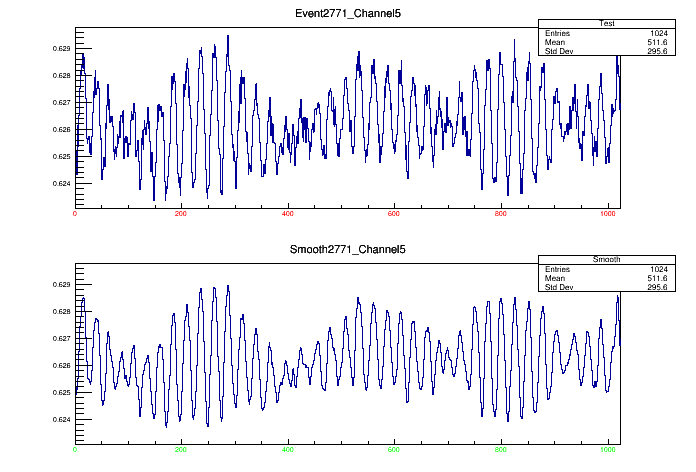 Event2771_Channel5
Test
Entries 1024
Mean 511.6
Std Dev 295.6
0.629
0.628
0.627
0.626
0.625
0.624
0 200 400 600 800 1000
Smooth2771_Channel5
Smooth
Entries 1024
Mean 511.6
Std Dev 295.6
0.629
0.628
0.627
0.626
0.625
0.624
0 200 400 600 800 1000